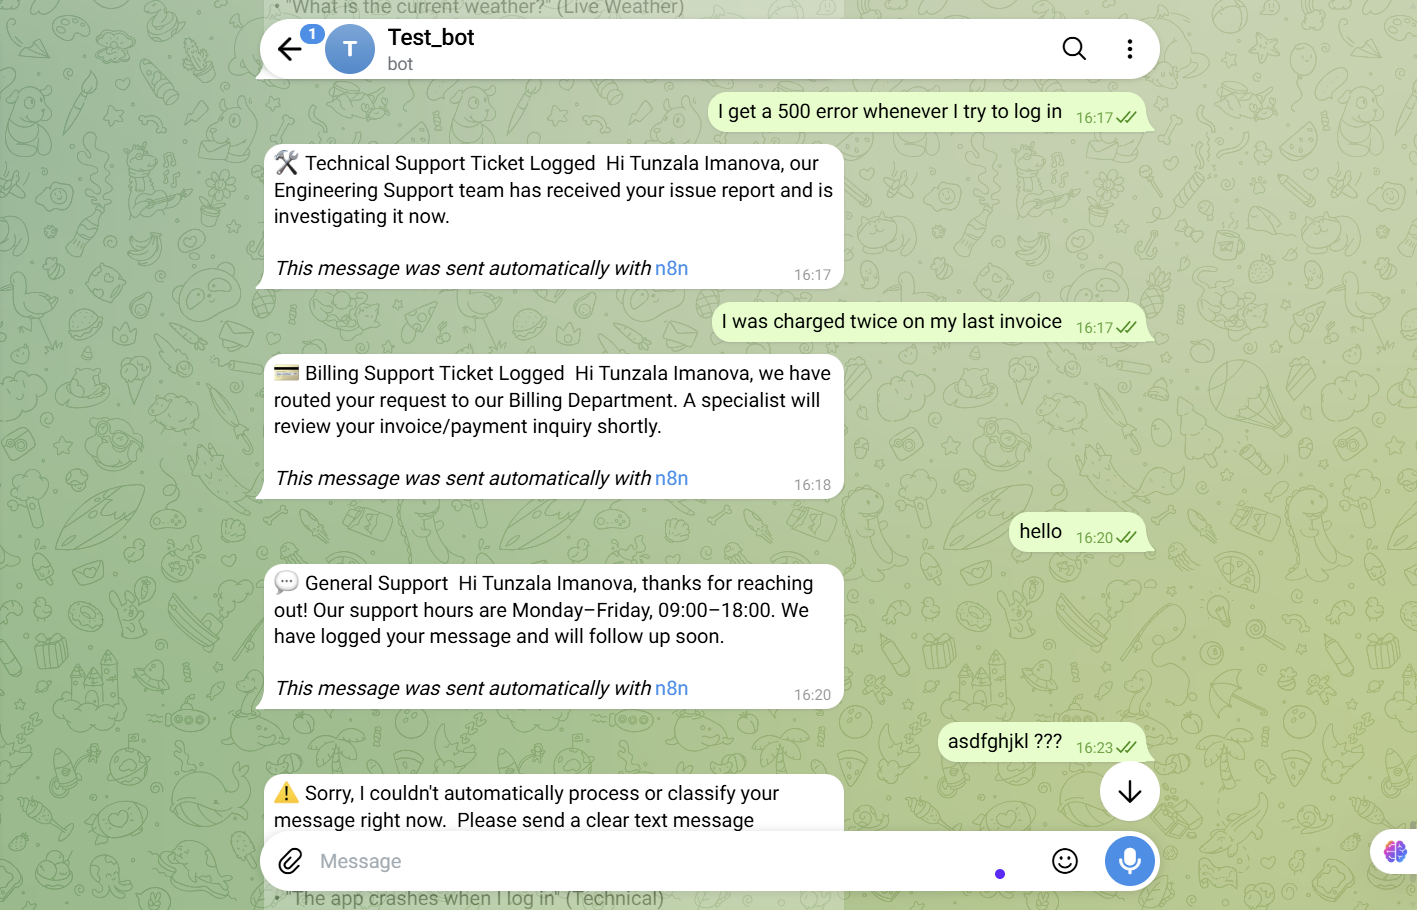 • "What is the current weather?" (Live Weather)
1
T
Test_bot
bot
I get a 500 error whenever I try to log in 16:17
🛠 Technical Support Ticket Logged  Hi Tunzala Imanova, our
Engineering Support team has received your issue report and is
investigating it now.
This message was sent automatically with n8n 16:17
I was charged twice on my last invoice 16:17
💳 Billing Support Ticket Logged  Hi Tunzala Imanova, we have
routed your request to our Billing Department. A specialist will
review your invoice/payment inquiry shortly.
This message was sent automatically with n8n 16:18
hello 16:20
💬 General Support  Hi Tunzala Imanova, thanks for reaching
out! Our support hours are Monday–Friday, 09:00–18:00. We
have logged your message and will follow up soon.
This message was sent automatically with n8n 16:20
asdfghjkl ??? 16:23
⚠️ Sorry, I couldn't automatically process or classify your
message right now.  Please send a clear text message
Message
• "The app crashes when I log in" (Technical)